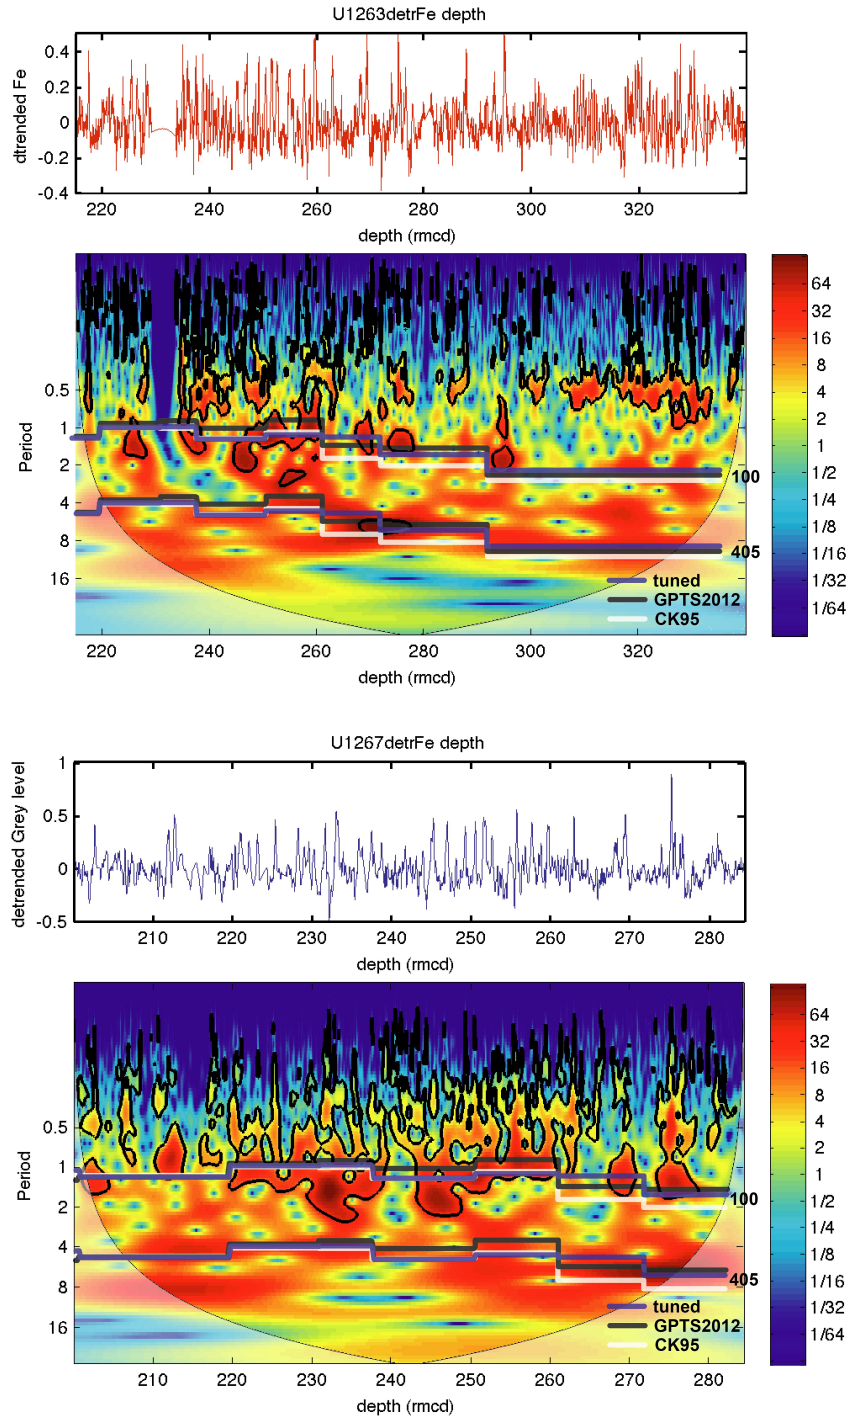 U1263detrFe depth
dtrended Fe
0.4
0.2
0
-0.2
-0.4
220 240 260 280 300 320
depth (rmcd)
Period
0.5
1
2
4
8
16
100
405
tuned
GPTS2012
CK95
220 240 260 280 300 320
depth (rmcd)
64
32
16
8
4
2
1
1/2
1/4
1/8
1/16
1/32
1/64
U1267detrFe depth
detrended Grey level
1
0.5
0
-0.5
210 220 230 240 250 260 270 280
depth (rmcd)
Period
0.5
1
2
4
8
16
100
405
tuned
GPTS2012
CK95
210 220 230 240 250 260 270 280
depth (rmcd)
64
32
16
8
4
2
1
1/2
1/4
1/8
1/16
1/32
1/64